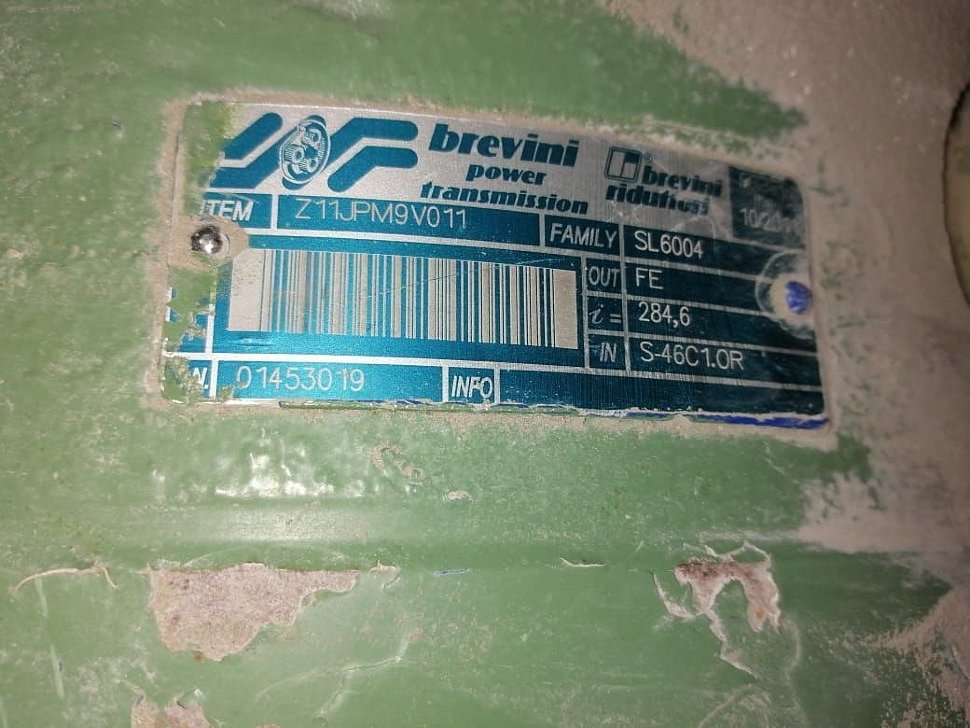 brevini
power
transmission
brevini
riduttori
ITEM Z11JPM9V011
FAMILY SL6004
OUT FE
i= 284,6
IN S-46C1.0R
N. 01453019
INFO